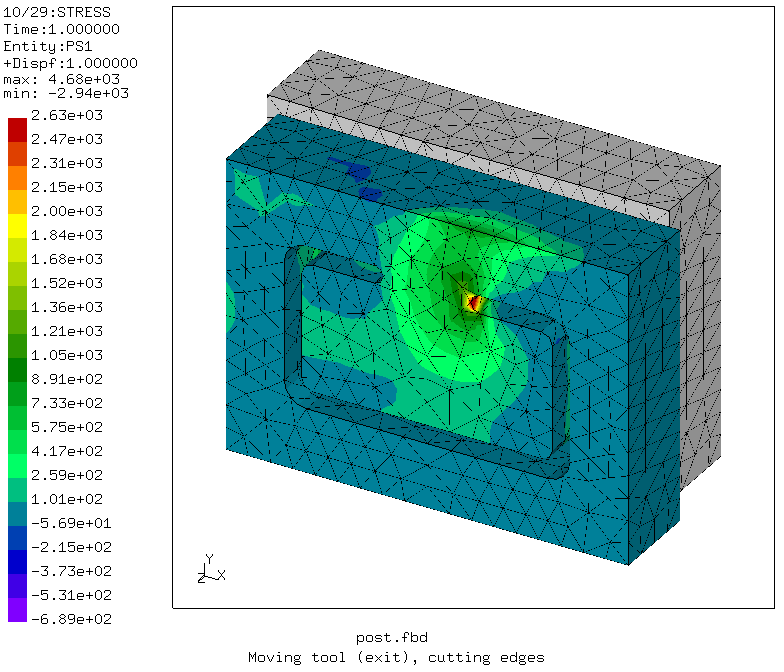 10/29:STRESS
Time:1.000000
Entity:PS1
+Dispf:1.000000
max: 4.68e+03
min: -2.94e+03
2.63e+03
2.47e+03
2.31e+03
2.15e+03
2.00e+03
1.84e+03
1.68e+03
1.52e+03
1.36e+03
1.21e+03
1.05e+03
8.91e+02
7.33e+02
5.75e+02
4.17e+02
2.59e+02
1.01e+02
-5.69e+01
-2.15e+02
-3.73e+02
-5.31e+02
-6.89e+02
Y
Z X
post.fbd
Moving tool (exit), cutting edges